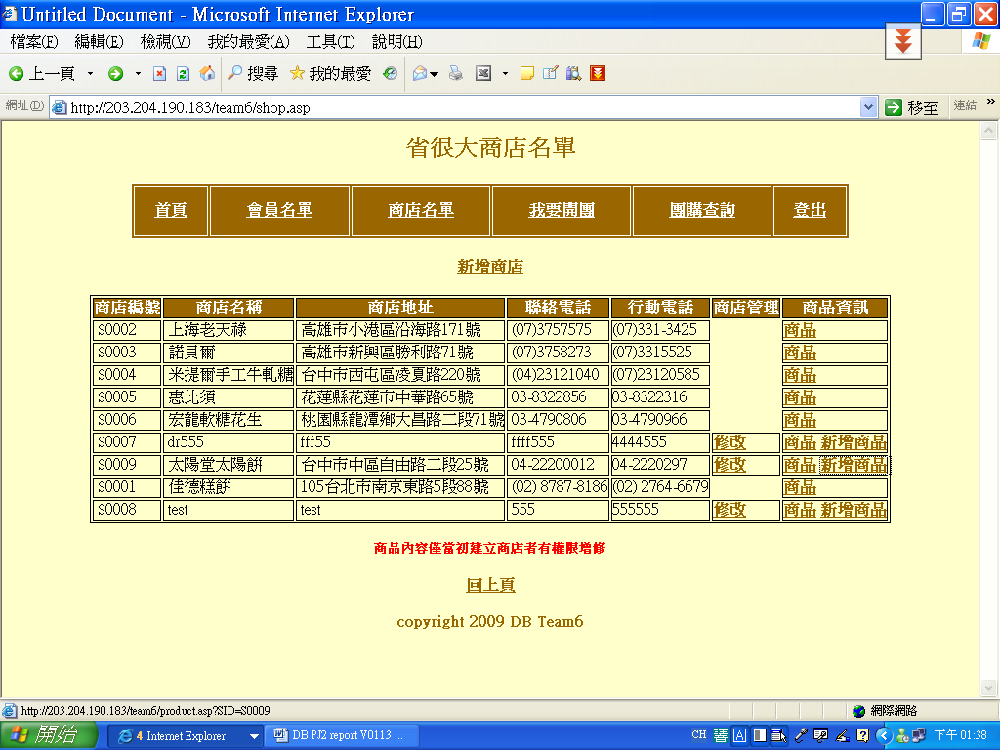 Untitled Document - Microsoft Internet Explorer
檔案(F) 編輯(E) 檢視(V) 我的最愛(A) 工具(T) 說明(H)
上一頁 搜尋 我的最愛
網址(D) http://203.204.190.183/team6/shop.asp 移至 連結 »
省很大商店名單
首頁 會員名單 商店名單 我要開團 團購查詢 登出
新增商店
商店編號 商店名稱 商店地址 聯絡電話 行動電話 商店管理 商品資訊
S0002 上海老天祿 高雄市小港區沿海路171號 (07)3757575 (07)331-3425 商品
S0003 諾貝爾 高雄市新興區勝利路71號 (07)3758273 (07)3315525 商品
S0004 米提爾手工牛軋糖 台中市西屯區凌夏路220號 (04)23121040 (07)23120585 商品
S0005 惠比須 花蓮縣花蓮市中華路65號 03-8322856 03-8322316 商品
S0006 宏龍軟糖花生 桃園縣龍潭鄉大昌路二段71號 03-4790806 03-4790966 商品
S0007 dr555 fff55 ffff555 4444555 修改 商品 新增商品
S0009 太陽堂太陽餅 台中市中區自由路二段25號 04-22200012 04-2220297 修改 商品 新增商品
S0001 佳德糕餅 105台北市南京東路5段88號 (02) 8787-8186 (02) 2764-6679 商品
S0008 test test 555 555555 修改 商品 新增商品
商品內容僅當初建立商店者有權限增修
回上頁
copyright 2009 DB Team6
http://203.204.190.183/team6/product.asp?SID=S0009 網際網路
開始 4 Internet Explorer DB PJ2 report V0113 ... CH 下午 01:38